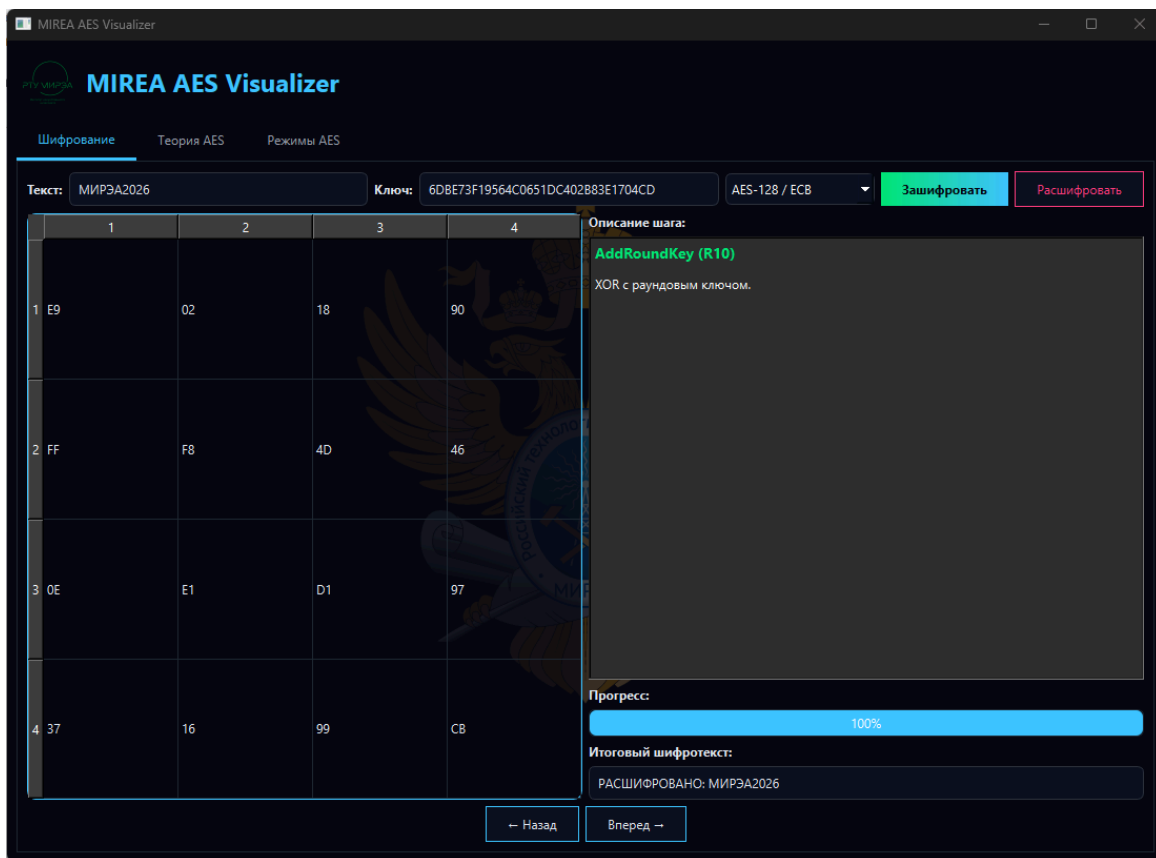 MIREA AES Visualizer
РТУ МИРЭА
MIREA AES Visualizer
Шифрование Теория AES Режимы AES
Текст: МИРЭА2026 Ключ: 6DBE73F19564C0651DC402B83E1704CD AES-128 / ECB Зашифровать Расшифровать
1 2 3 4
1 E9 02 18 90
2 FF F8 4D 46
3 0E E1 D1 97
4 37 16 99 CB
Описание шага:
AddRoundKey (R10)
XOR с раундовым ключом.
Прогресс:
100%
Итоговый шифротекст:
РАСШИФРОВАНО: МИРЭА2026
← Назад Вперед →